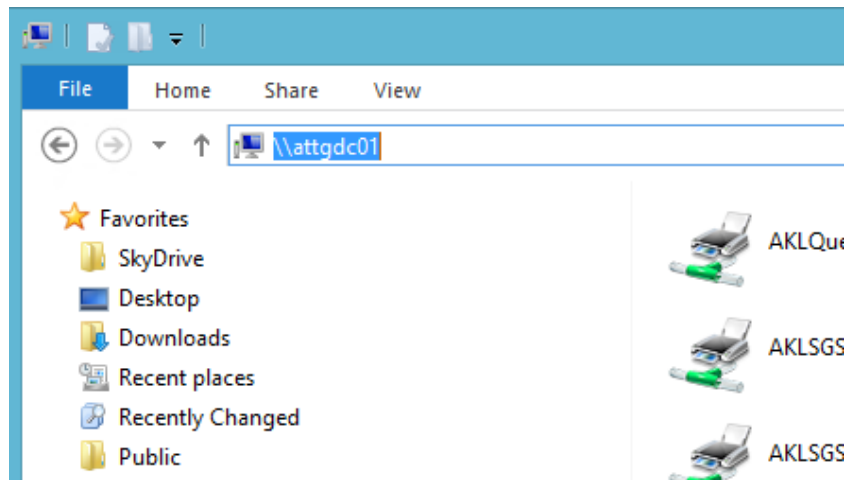 File Home Share View
\\attgdc01
Favorites
SkyDrive
Desktop
Downloads
Recent places
Recently Changed
Public
AKLQue
AKLSGS
AKLSGS